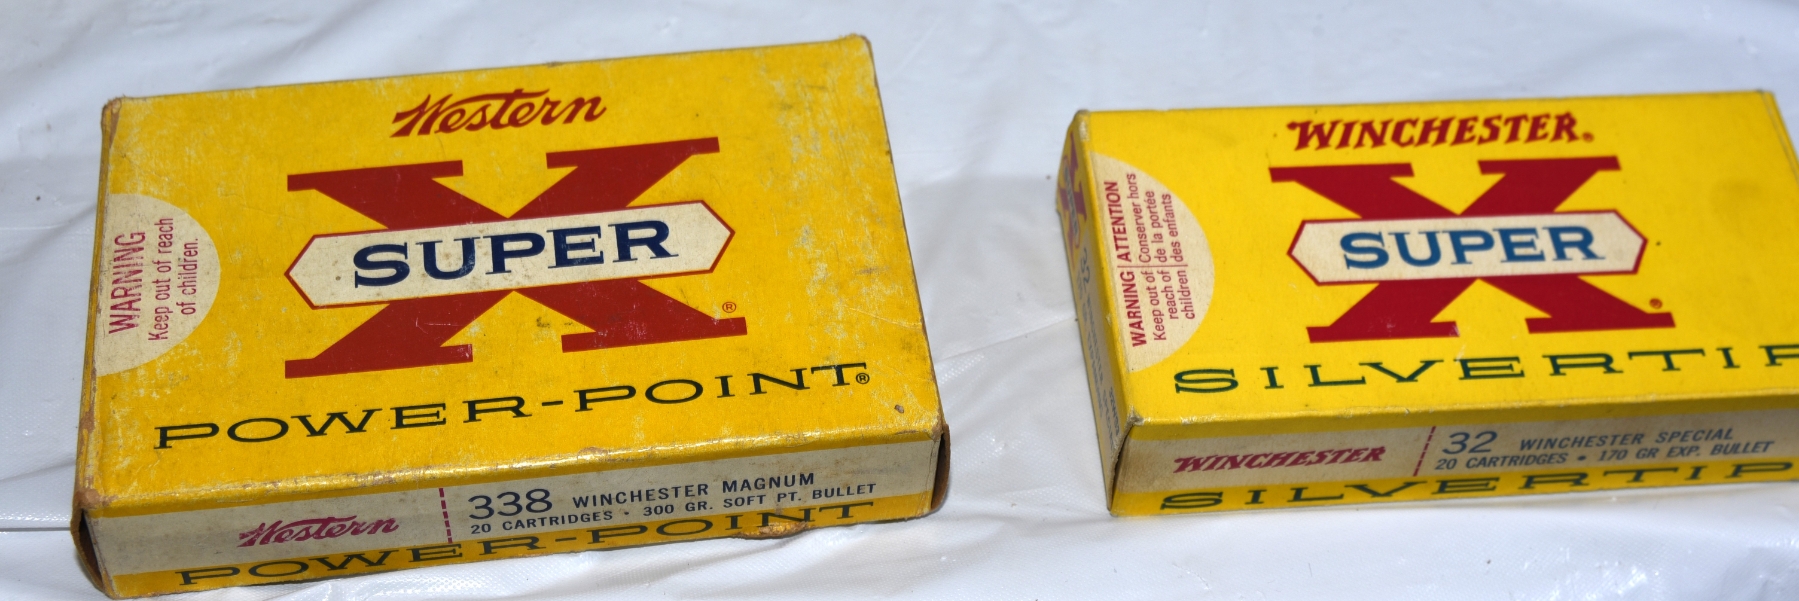 Western
X
SUPER
®
POWER-POINT®
WARNING
Keep out of reach
of children.
Western
338 WINCHESTER MAGNUM
20 CARTRIDGES · 300 GR. SOFT PT. BULLET
POWER-POINT
WINCHESTER®
X
SUPER
®
SILVERTIP
WARNING
Keep out of
reach of
children
ATTENTION
Conserver hors
de la portée
des enfants
WINCHESTER
32 WINCHESTER SPECIAL
20 CARTRIDGES • 170 GR EXP. BULLET
SILVERTIP